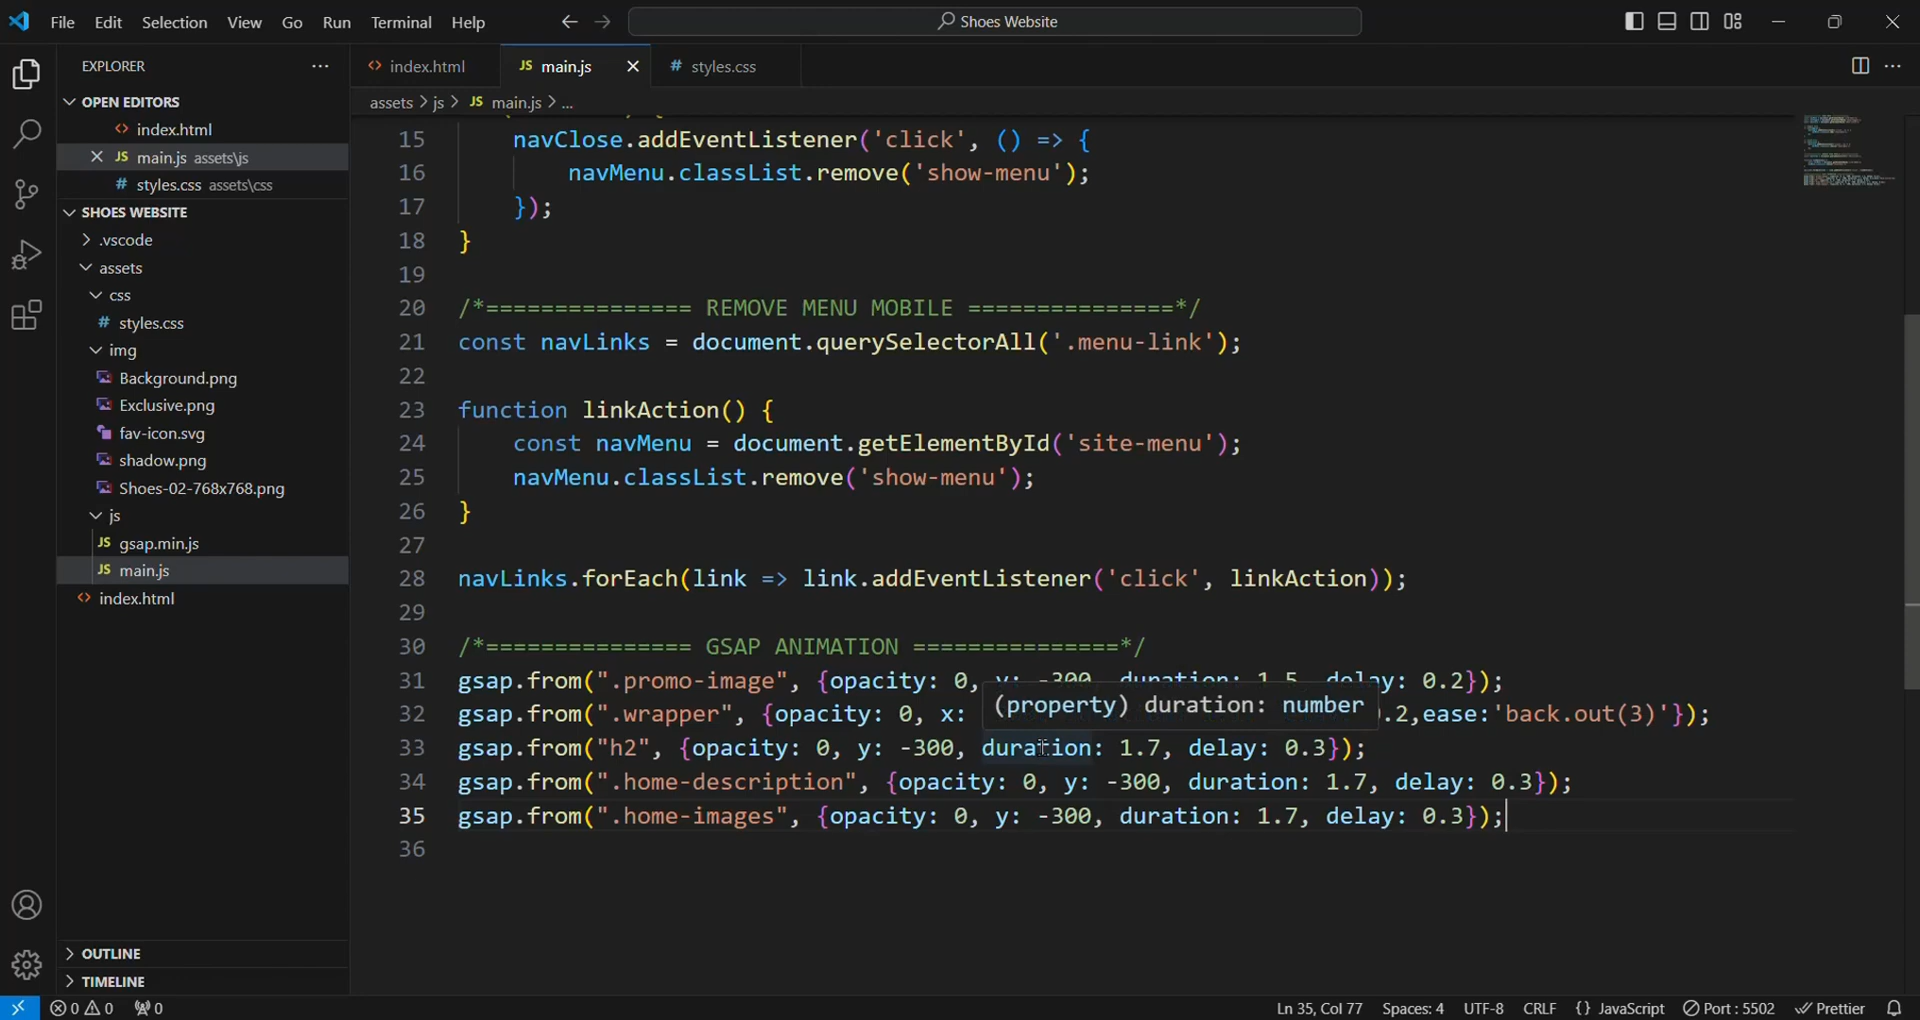 File Edit Selection View Go Run Terminal Help
Shoes Website
EXPLORER
index.html
JS main.js
# styles.css
OPEN EDITORS
index.html
JS main.js assets\js
# styles.css assets\css
SHOES WEBSITE
.vscode
assets
css
# styles.css
img
Background.png
Exclusive.png
fav-icon.svg
shadow.png
Shoes-02-768x768.png
js
JS gsap.min.js
JS main.js
index.html
OUTLINE
TIMELINE
assets > js > JS main.js > ...
15 navClose.addEventListener('click', () => {
16 navMenu.classList.remove('show-menu');
17 });
18 }
19
20 /*=============== REMOVE MENU MOBILE ===============*/
21 const navLinks = document.querySelectorAll('.menu-link');
22
23 function linkAction() {
24 const navMenu = document.getElementById('site-menu');
25 navMenu.classList.remove('show-menu');
26 }
27
28 navLinks.forEach(link => link.addEventListener('click', linkAction));
29
30 /*=============== GSAP ANIMATION ===============*/
31 gsap.from(".promo-image", {opacity: 0, y: -300, duration: 1.5, delay: 0.2});
(property) duration: number
32 gsap.from(".wrapper", {opacity: 0, x: .2,ease:'back.out(3)'});
33 gsap.from("h2", {opacity: 0, y: -300, duration: 1.7, delay: 0.3});
34 gsap.from(".home-description", {opacity: 0, y: -300, duration: 1.7, delay: 0.3});
35 gsap.from(".home-images", {opacity: 0, y: -300, duration: 1.7, delay: 0.3});
36
0 0 0 Ln 35, Col 77 Spaces: 4 UTF-8 CRLF {} JavaScript Port : 5502 Prettier